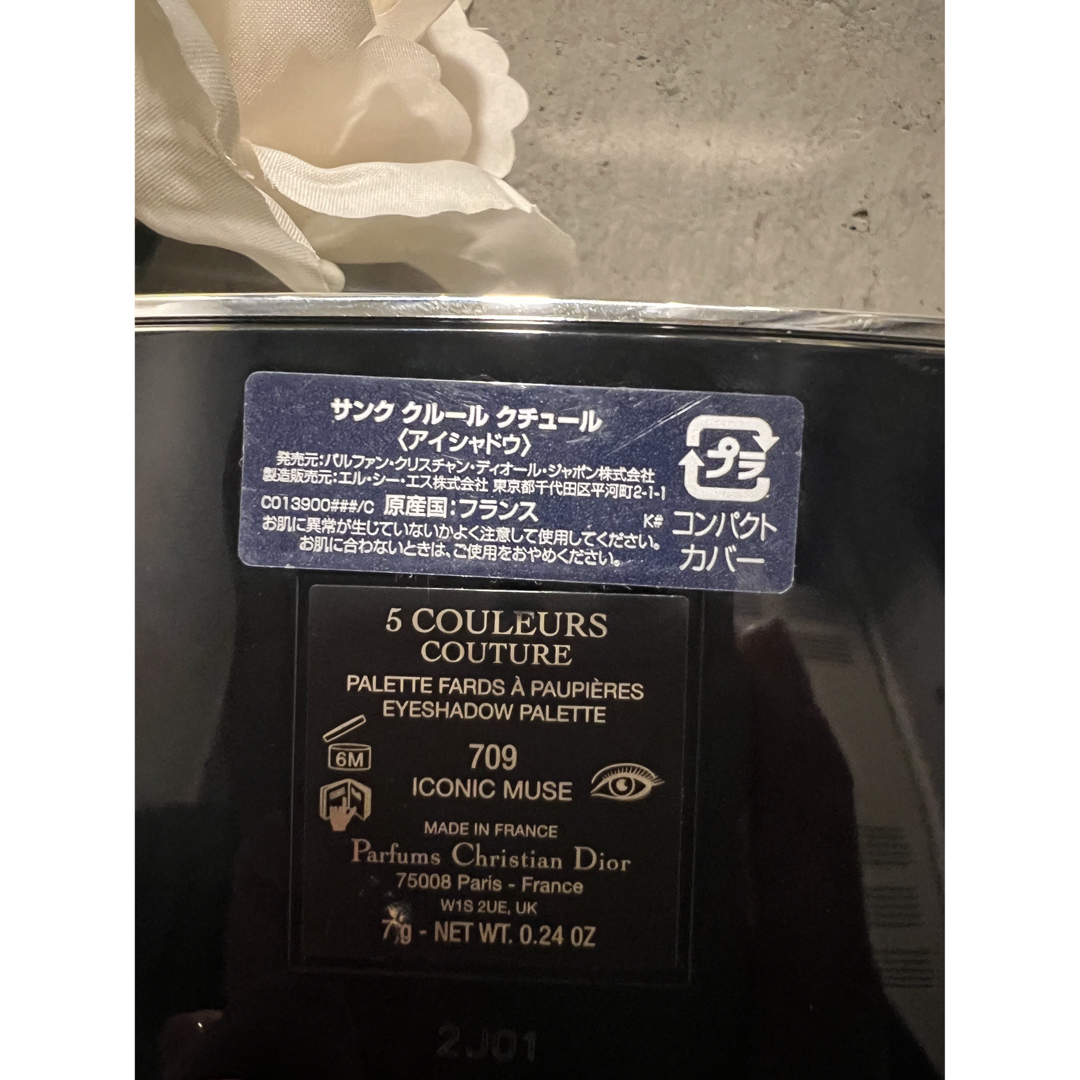 サンク クルール クチュール
〈アイシャドウ〉
発売元:パルファン・クリスチャン・ディオール・ジャポン株式会社
製造販売元:エル・シー・エス株式会社 東京都千代田区平河町2-1-1
C013900###/C 原産国:フランス
お肌に異常が生じていないかよく注意して使用してください。
お肌に合わないときは、ご使用をおやめください。
プラ
K# コンパクト
カバー
5 COULEURS
COUTURE
PALETTE FARDS À PAUPIÈRES
EYESHADOW PALETTE
6M
709
ICONIC MUSE
MADE IN FRANCE
Parfums Christian Dior
75008 Paris - France
W1S 2UE, UK
7g - NET WT. 0.24 OZ
2J01